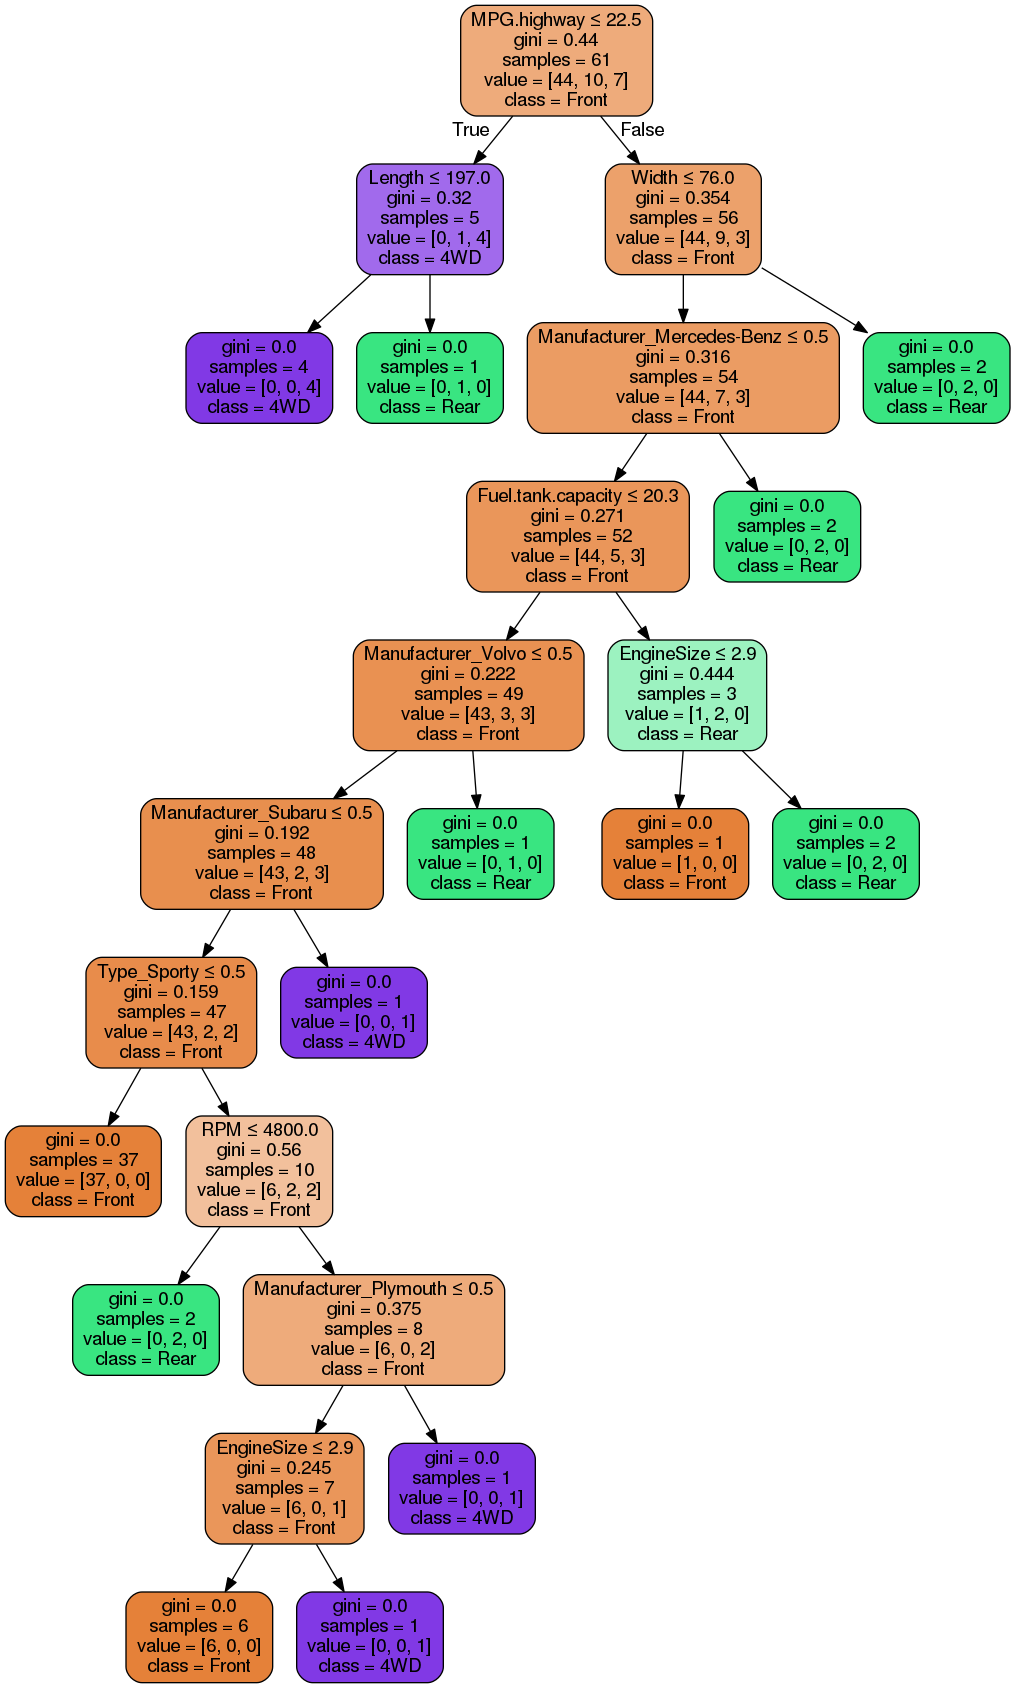 MPG.highway ≤ 22.5
gini = 0.44
samples = 61
value = [44, 10, 7]
class = Front
True
False
Length ≤ 197.0
gini = 0.32
samples = 5
value = [0, 1, 4]
class = 4WD
Width ≤ 76.0
gini = 0.354
samples = 56
value = [44, 9, 3]
class = Front
gini = 0.0
samples = 4
value = [0, 0, 4]
class = 4WD
gini = 0.0
samples = 1
value = [0, 1, 0]
class = Rear
Manufacturer_Mercedes-Benz ≤ 0.5
gini = 0.316
samples = 54
value = [44, 7, 3]
class = Front
gini = 0.0
samples = 2
value = [0, 2, 0]
class = Rear
Fuel.tank.capacity ≤ 20.3
gini = 0.271
samples = 52
value = [44, 5, 3]
class = Front
gini = 0.0
samples = 2
value = [0, 2, 0]
class = Rear
Manufacturer_Volvo ≤ 0.5
gini = 0.222
samples = 49
value = [43, 3, 3]
class = Front
EngineSize ≤ 2.9
gini = 0.444
samples = 3
value = [1, 2, 0]
class = Rear
Manufacturer_Subaru ≤ 0.5
gini = 0.192
samples = 48
value = [43, 2, 3]
class = Front
gini = 0.0
samples = 1
value = [0, 1, 0]
class = Rear
gini = 0.0
samples = 1
value = [1, 0, 0]
class = Front
gini = 0.0
samples = 2
value = [0, 2, 0]
class = Rear
Type_Sporty ≤ 0.5
gini = 0.159
samples = 47
value = [43, 2, 2]
class = Front
gini = 0.0
samples = 1
value = [0, 0, 1]
class = 4WD
gini = 0.0
samples = 37
value = [37, 0, 0]
class = Front
RPM ≤ 4800.0
gini = 0.56
samples = 10
value = [6, 2, 2]
class = Front
gini = 0.0
samples = 2
value = [0, 2, 0]
class = Rear
Manufacturer_Plymouth ≤ 0.5
gini = 0.375
samples = 8
value = [6, 0, 2]
class = Front
EngineSize ≤ 2.9
gini = 0.245
samples = 7
value = [6, 0, 1]
class = Front
gini = 0.0
samples = 1
value = [0, 0, 1]
class = 4WD
gini = 0.0
samples = 6
value = [6, 0, 0]
class = Front
gini = 0.0
samples = 1
value = [0, 0, 1]
class = 4WD